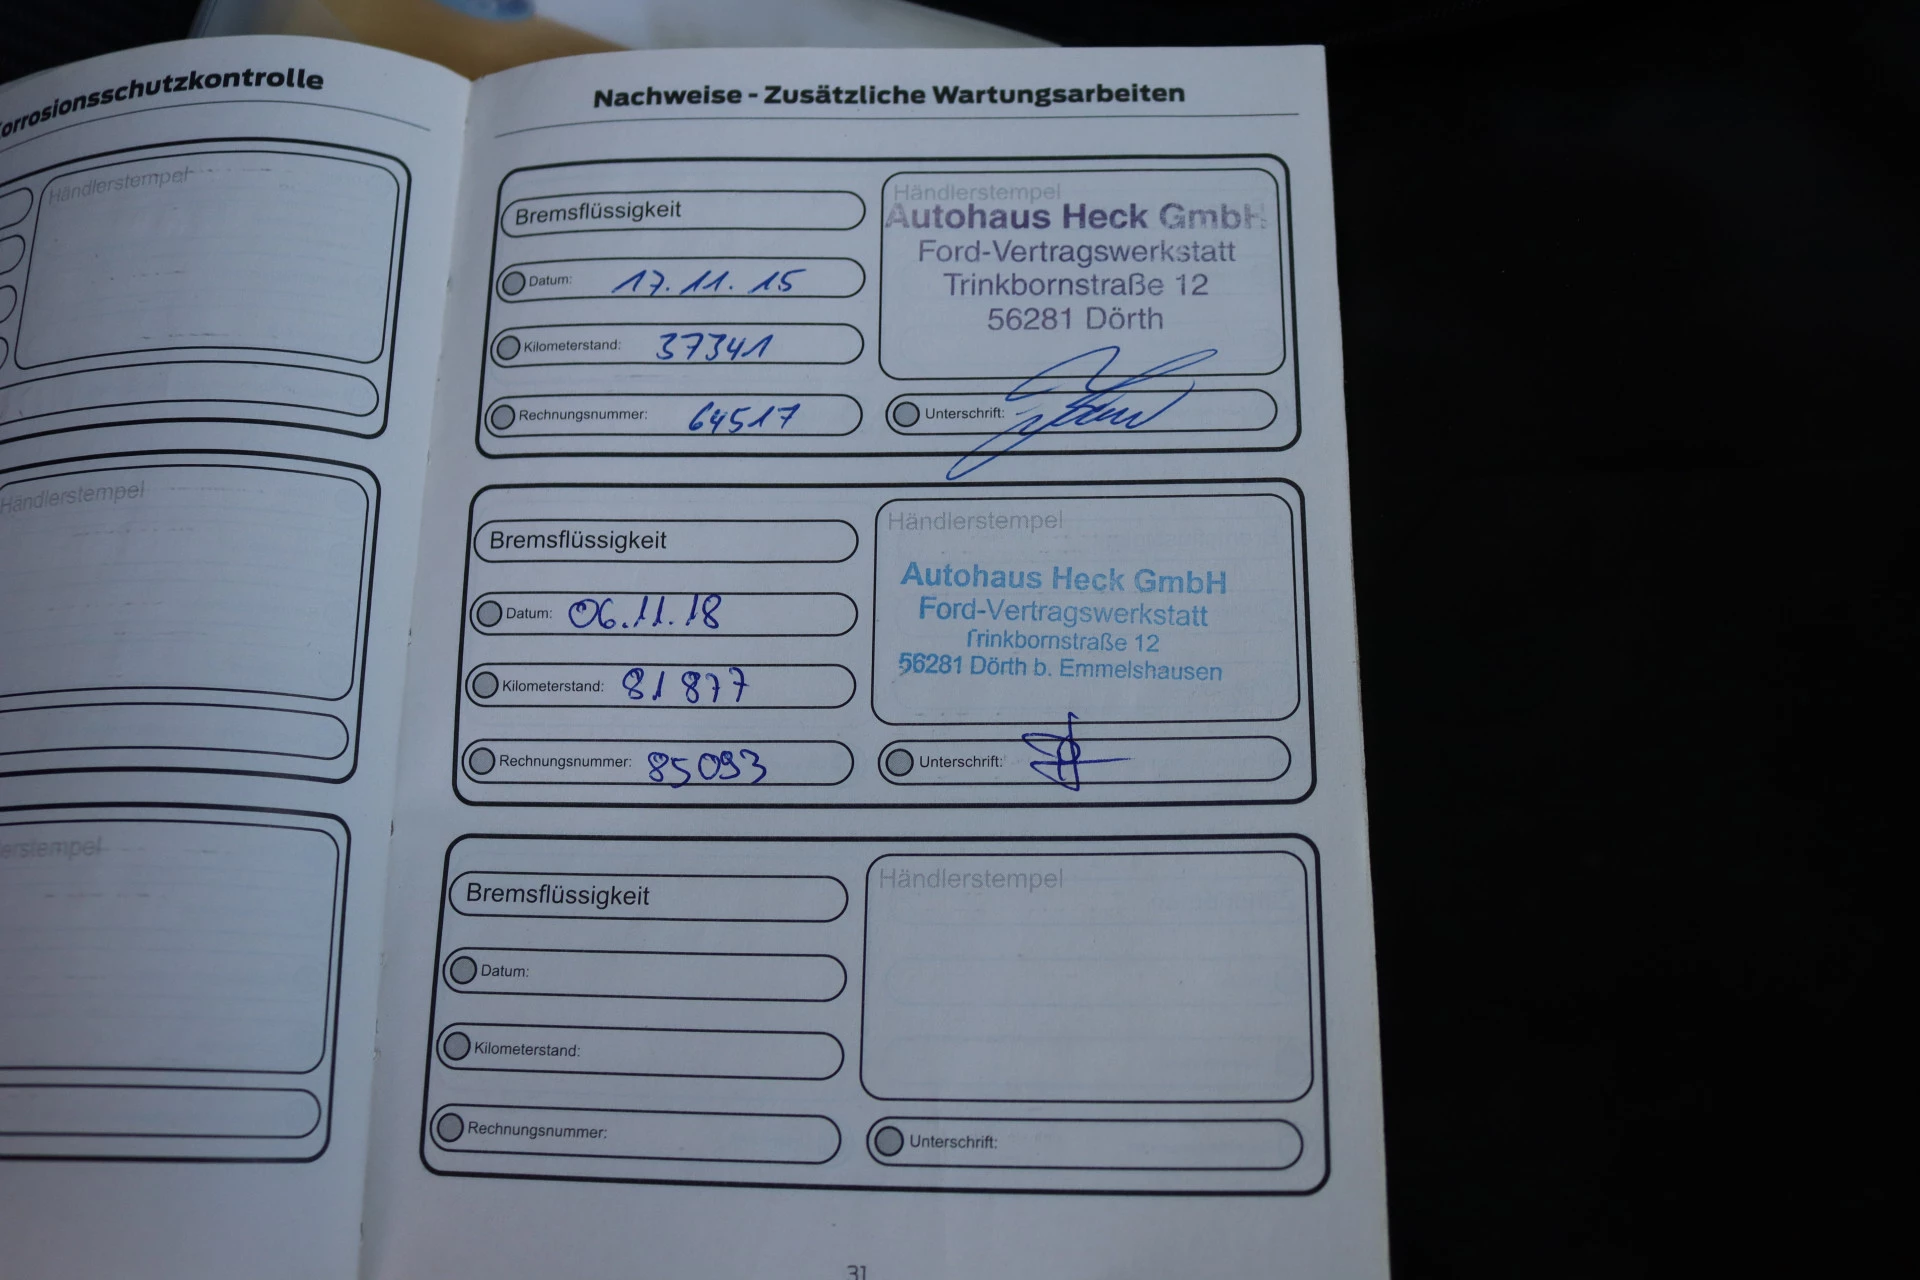 orrosionsschutzkontrolle
Händlerstempel
Händlerstempel
erstempel
Nachweise - Zusätzliche Wartungsarbeiten
Bremsflüssigkeit
Datum: 17.11.15
Kilometerstand: 37341
Rechnungsnummer: 64517
Händlerstempel
Autohaus Heck GmbH
Ford-Vertragswerkstatt
Trinkbornstraße 12
56281 Dörth
Unterschrift:
Bremsflüssigkeit
Datum: 06.11.18
Kilometerstand: 81877
Rechnungsnummer: 85093
Händlerstempel
Autohaus Heck GmbH
Ford-Vertragswerkstatt
Trinkbornstraße 12
56281 Dörth b. Emmelshausen
Unterschrift:
Bremsflüssigkeit
Datum:
Kilometerstand:
Rechnungsnummer:
Händlerstempel
Unterschrift:
31